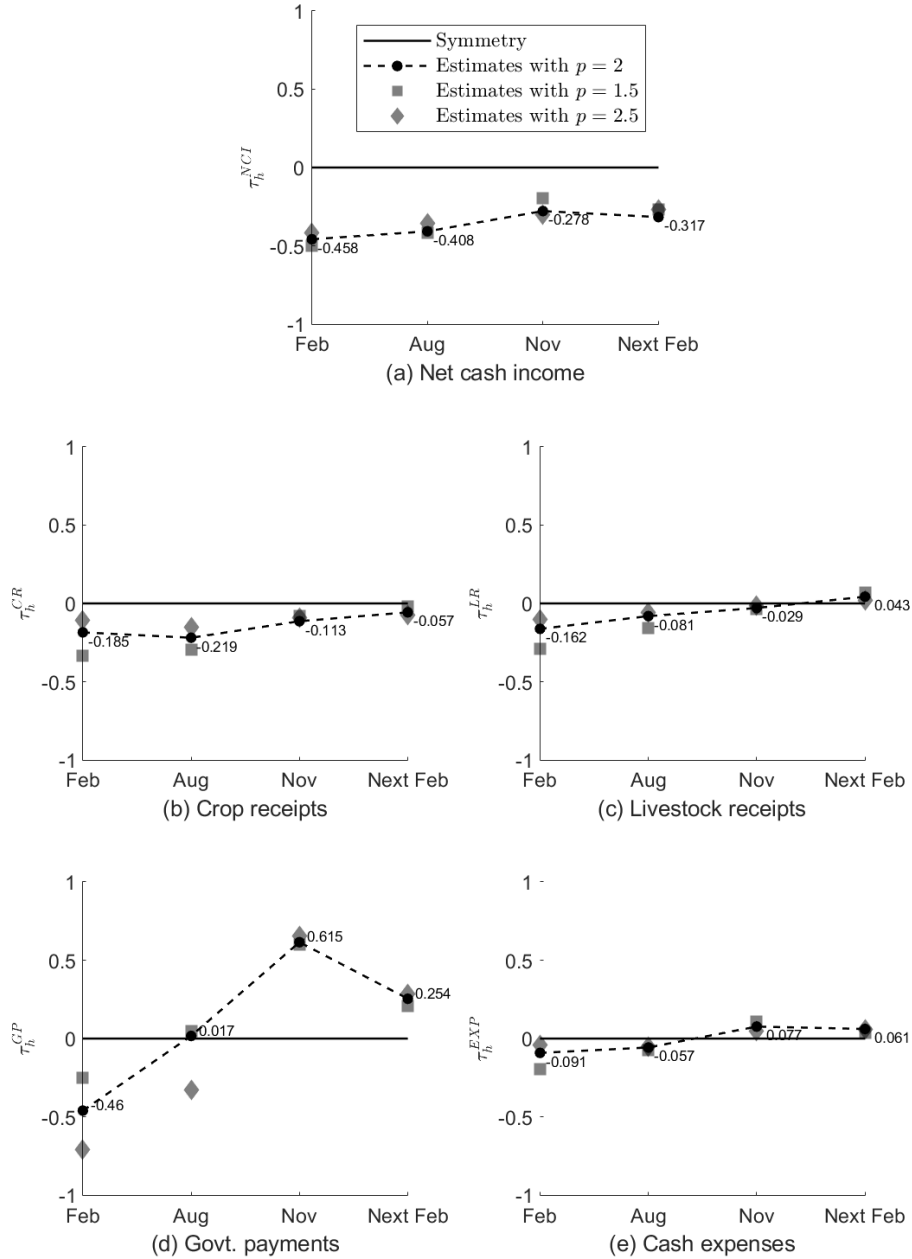 1
Symmetry
Estimates with p = 2
Estimates with p = 1.5
Estimates with p = 2.5
0.5
0
τ_h^{NCI}
-0.5
-1
-0.458
-0.408
-0.278
-0.317
Feb Aug Nov Next Feb
(a) Net cash income
1
0.5
0
τ_h^{CR}
-0.5
-1
-0.185
-0.219
-0.113
-0.057
Feb Aug Nov Next Feb
(b) Crop receipts
1
0.5
0
τ_h^{LR}
-0.5
-1
-0.162
-0.081
-0.029
0.043
Feb Aug Nov Next Feb
(c) Livestock receipts
1
0.5
0
τ_h^{GP}
-0.5
-1
-0.46
0.017
0.615
0.254
Feb Aug Nov Next Feb
(d) Govt. payments
1
0.5
0
τ_h^{EXP}
-0.5
-1
-0.091
-0.057
0.077
0.061
Feb Aug Nov Next Feb
(e) Cash expenses